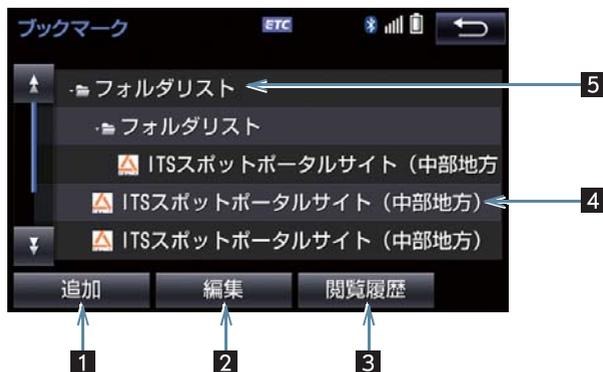 ブックマーク ETC
フォルダリスト 5
フォルダリスト
ITSスポットポータルサイト（中部地方
ITSスポットポータルサイト（中部地方） 4
ITSスポットポータルサイト（中部地方）
追加 編集 閲覧履歴
1 2 3